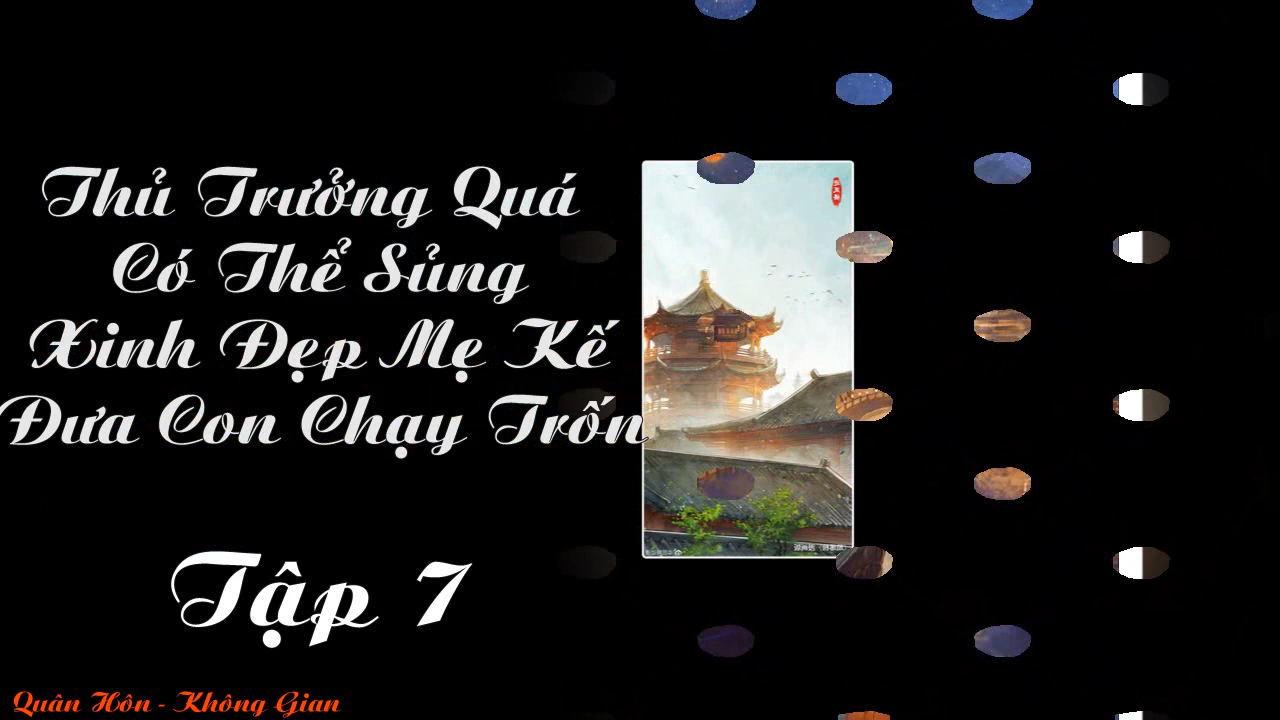 Thủ Trưởng Quá
Có Thể Sủng
Xinh Đẹp Mẹ Kế
Đưa Con Chạy Trốn
Tập 7
Quân Hôn - Không Gian